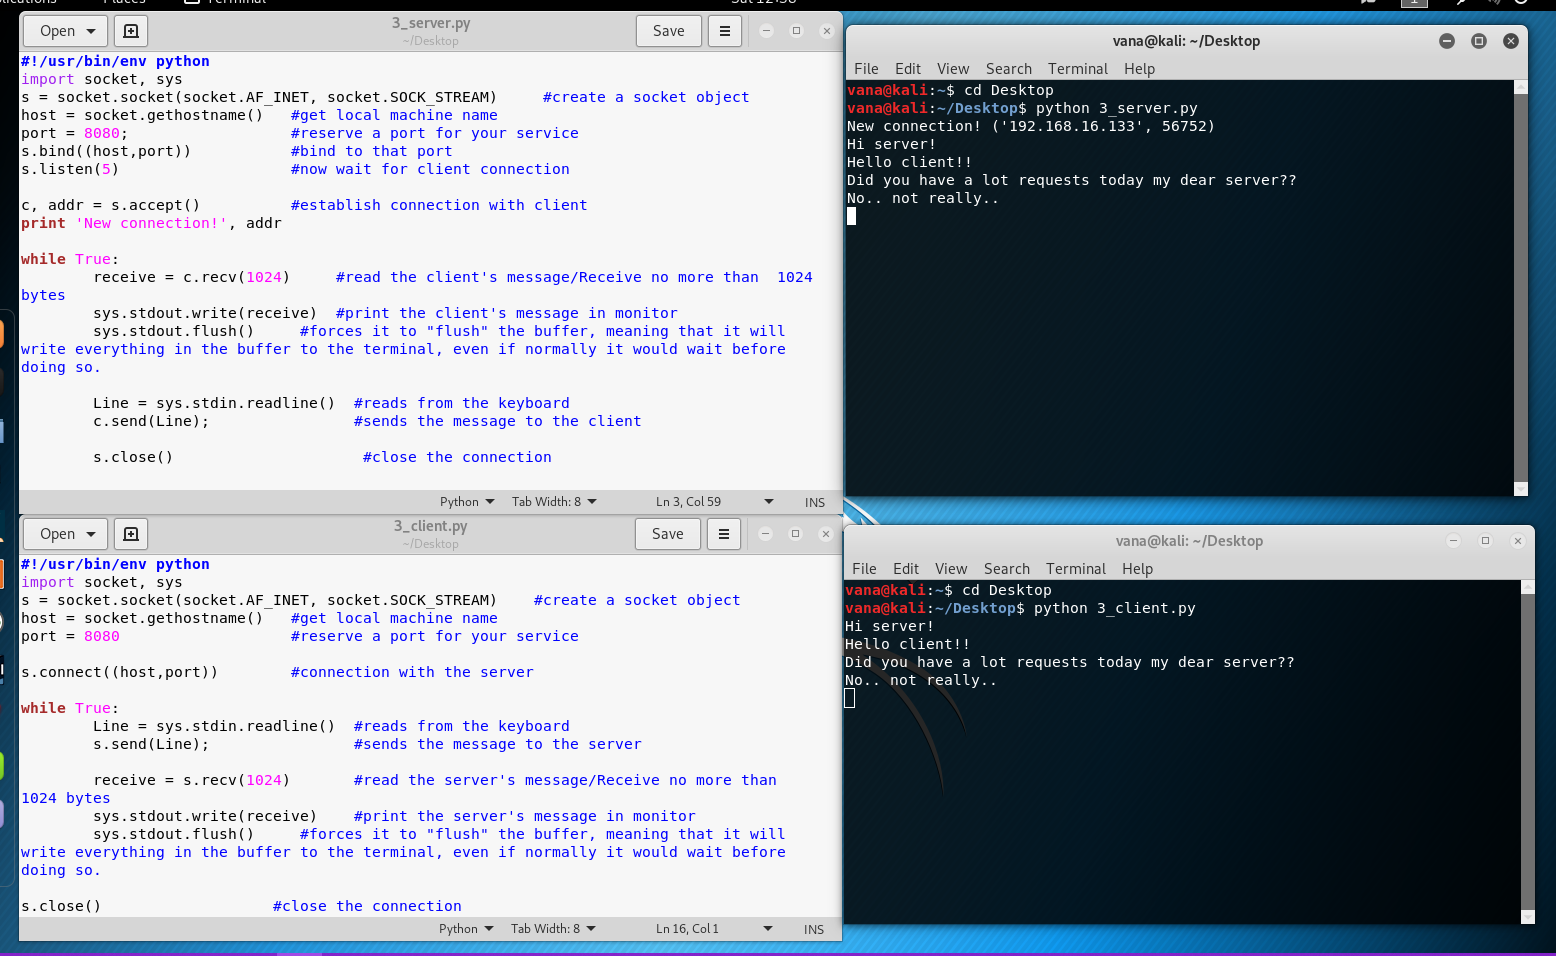 Places
Terminal
Sat 12:38
1
Open
3_server.py
~/Desktop
Save
#!/usr/bin/env python
import socket, sys
s = socket.socket(socket.AF_INET, socket.SOCK_STREAM)     #create a socket object
host = socket.gethostname()   #get local machine name
port = 8080;                  #reserve a port for your service
s.bind((host,port))           #bind to that port
s.listen(5)                   #now wait for client connection
c, addr = s.accept()          #establish connection with client
print 'New connection!', addr
while True:
        receive = c.recv(1024)     #read the client's message/Receive no more than  1024
bytes
        sys.stdout.write(receive)  #print the client's message in monitor
        sys.stdout.flush()     #forces it to "flush" the buffer, meaning that it will
write everything in the buffer to the terminal, even if normally it would wait before
doing so.
        Line = sys.stdin.readline()  #reads from the keyboard
        c.send(Line);                #sends the message to the client
        s.close()                     #close the connection
Python Tab Width: 8 Ln 3, Col 59 INS
vana@kali: ~/Desktop
File Edit View Search Terminal Help
vana@kali:~$ cd Desktop
vana@kali:~/Desktop$ python 3_server.py
New connection! ('192.168.16.133', 56752)
Hi server!
Hello client!!
Did you have a lot requests today my dear server??
No.. not really..
Open
3_client.py
~/Desktop
Save
#!/usr/bin/env python
import socket, sys
s = socket.socket(socket.AF_INET, socket.SOCK_STREAM)    #create a socket object
host = socket.gethostname()   #get local machine name
port = 8080                   #reserve a port for your service
s.connect((host,port))        #connection with the server
while True:
        Line = sys.stdin.readline()  #reads from the keyboard
        s.send(Line);                #sends the message to the server
        receive = s.recv(1024)       #read the server's message/Receive no more than
1024 bytes
        sys.stdout.write(receive)    #print the server's message in monitor
        sys.stdout.flush()     #forces it to "flush" the buffer, meaning that it will
write everything in the buffer to the terminal, even if normally it would wait before
doing so.
s.close()                   #close the connection
Python Tab Width: 8 Ln 16, Col 1 INS
vana@kali: ~/Desktop
File Edit View Search Terminal Help
vana@kali:~$ cd Desktop
vana@kali:~/Desktop$ python 3_client.py
Hi server!
Hello client!!
Did you have a lot requests today my dear server??
No.. not really..